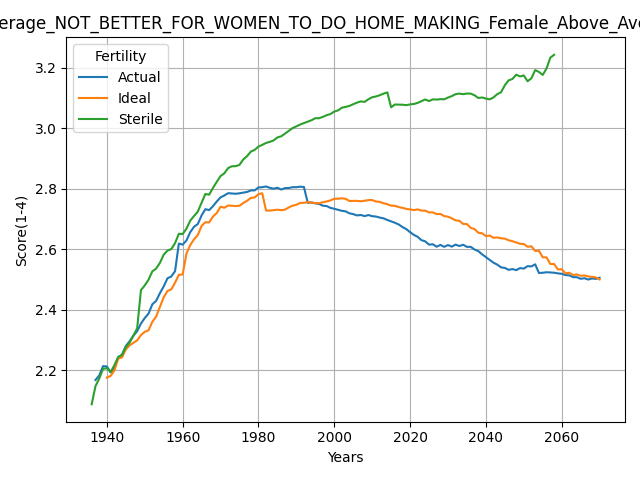 erage_NOT_BETTER_FOR_WOMEN_TO_DO_HOME_MAKING_Female_Above_Ave
Fertility
Actual
Ideal
Sterile
Score(1-4)
3.2
3.0
2.8
2.6
2.4
2.2
1940 1960 1980 2000 2020 2040 2060
Years